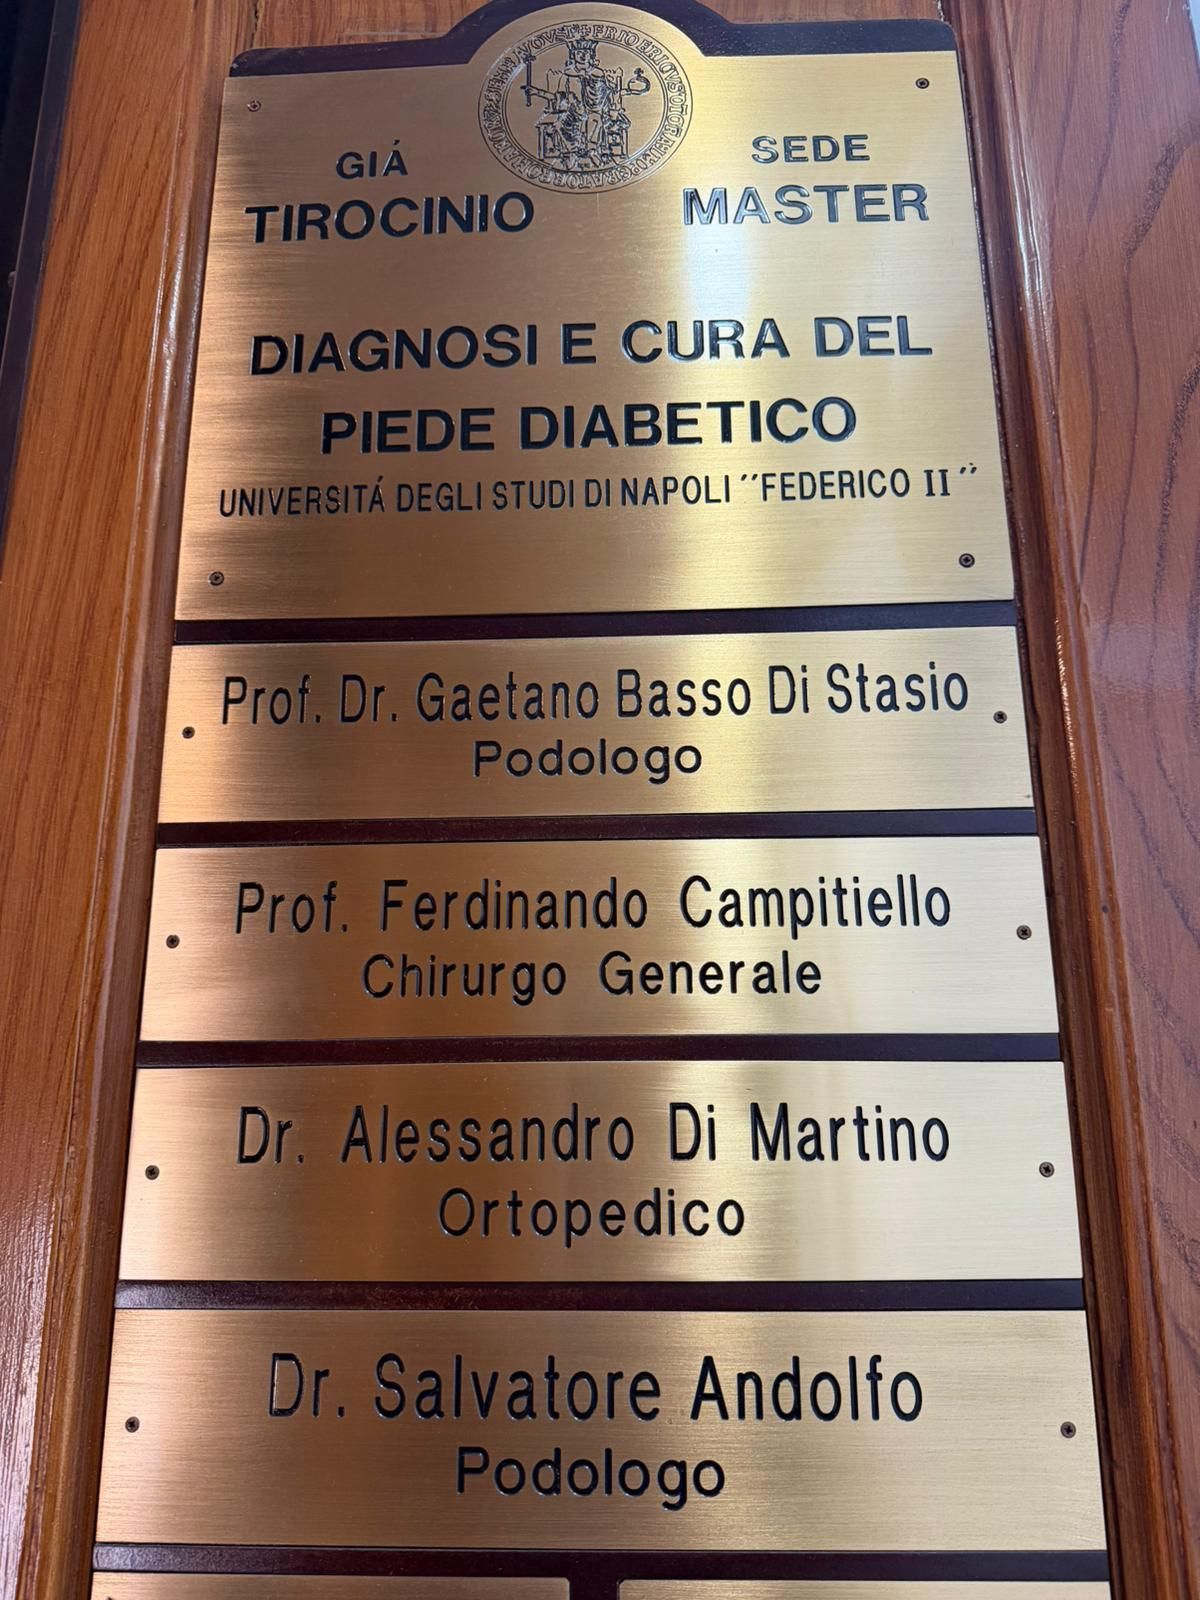 GIÁ
TIROCINIO
SEDE
MASTER
DIAGNOSI E CURA DEL
PIEDE DIABETICO
UNIVERSITÁ DEGLI STUDI DI NAPOLI "FEDERICO II"
Prof. Dr. Gaetano Basso Di Stasio
Podologo
Prof. Ferdinando Campitiello
Chirurgo Generale
Dr. Alessandro Di Martino
Ortopedico
Dr. Salvatore Andolfo
Podologo